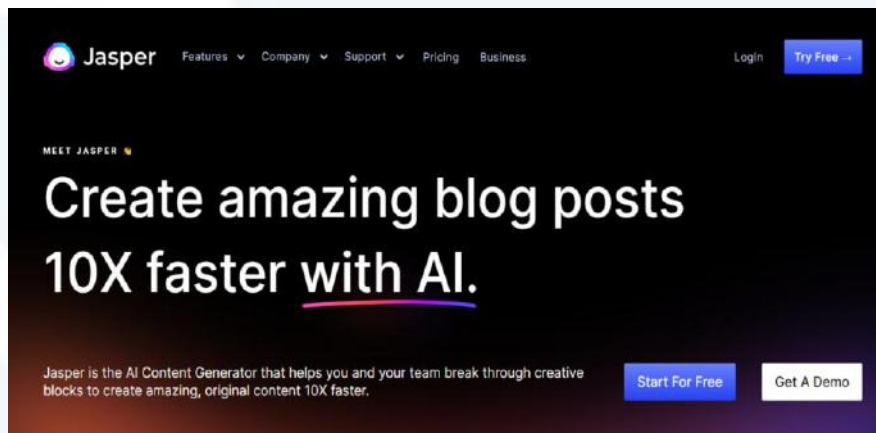 Jasper
Features Company Support Pricing Business
Login
Try Free →
MEET JASPER 👋
Create amazing blog posts
10X faster with AI.
Jasper is the AI Content Generator that helps you and your team break through creative
blocks to create amazing, original content 10X faster.
Start For Free
Get A Demo